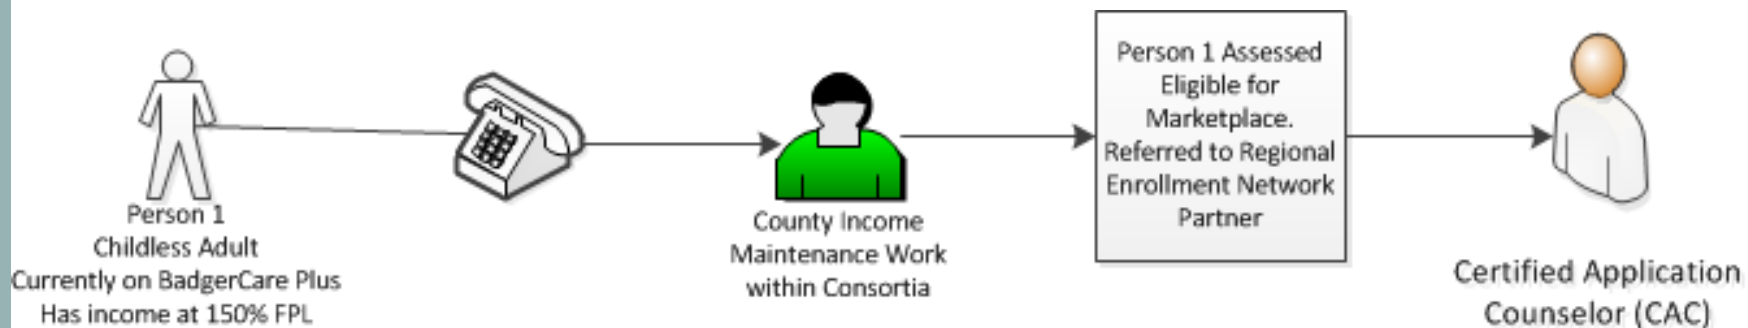 Person 1
Childless Adult
Currently on BadgerCare Plus
Has income at 150% FPL
County Income
Maintenance Work
within Consortia
Person 1 Assessed
Eligible for
Marketplace.
Referred to Regional
Enrollment Network
Partner
Certified Application
Counselor (CAC)